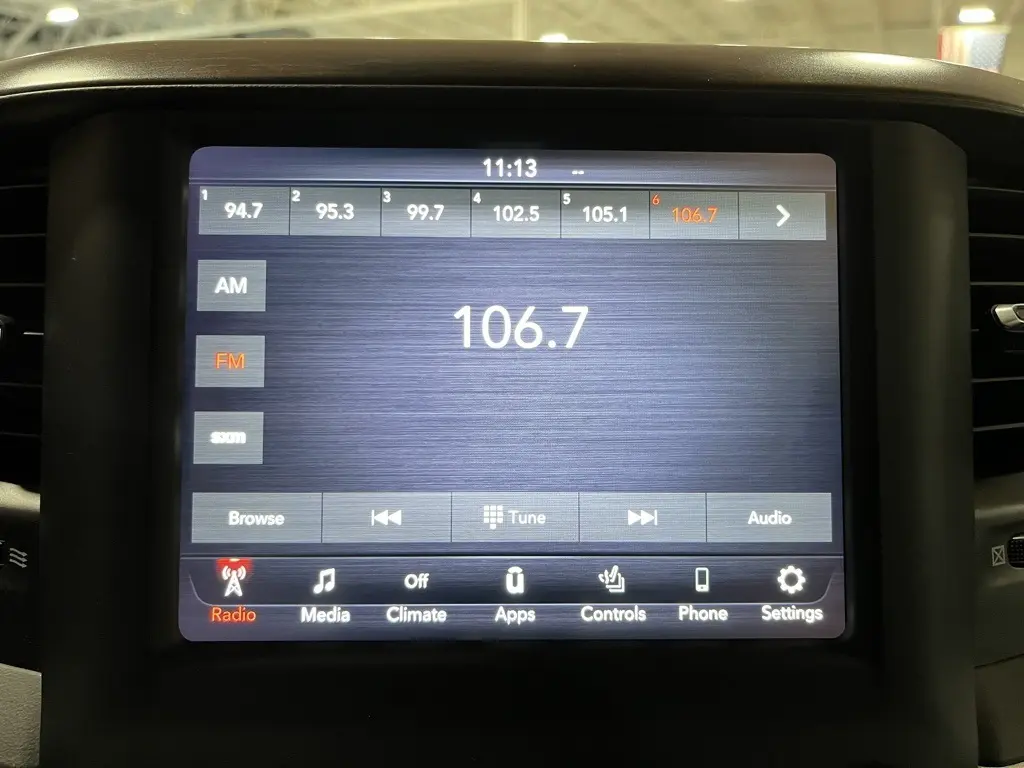 11:13 --
1 94.7 2 95.3 3 99.7 4 102.5 5 105.1 6 106.7
AM
106.7
FM
sxm
Browse Tune Audio
Off
Radio Media Climate Apps Controls Phone Settings